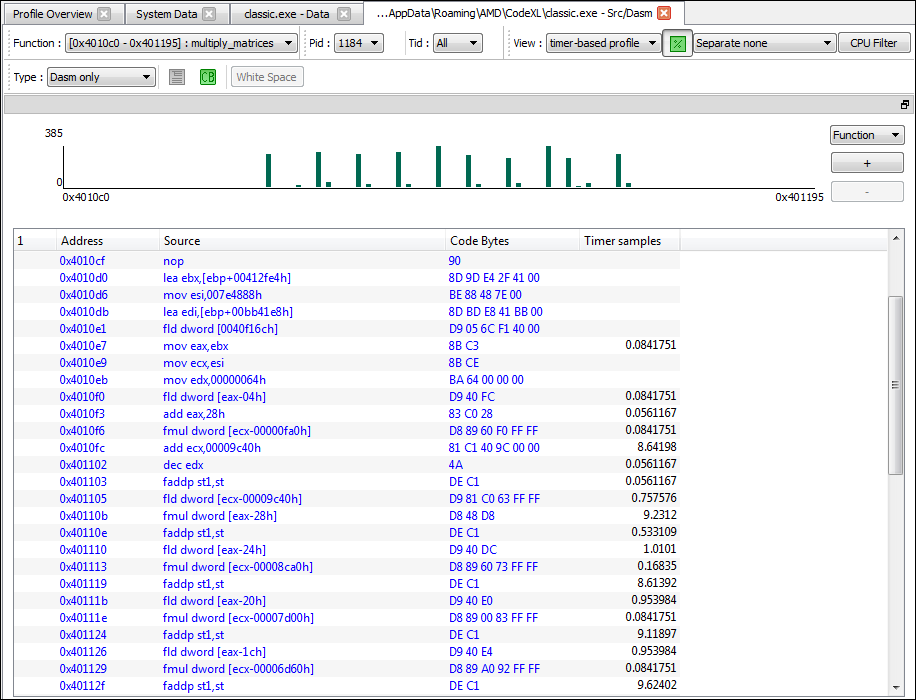 Profile Overview System Data classic.exe - Data ...AppData\Roaming\AMD\CodeXL\classic.exe - Src/Dasm
Function : [0x4010c0 - 0x401195] : multiply_matrices Pid : 1184 Tid : All View : timer-based profile % Separate none CPU Filter
Type : Dasm only CB White Space
385
0
0x4010c0 0x401195
Function
+
-
1 Address Source Code Bytes Timer samples
0x4010cf nop 90
0x4010d0 lea ebx,[ebp+00412fe4h] 8D 9D E4 2F 41 00
0x4010d6 mov esi,007e4888h BE 88 48 7E 00
0x4010db lea edi,[ebp+00bb41e8h] 8D BD E8 41 BB 00
0x4010e1 fld dword [0040f16ch] D9 05 6C F1 40 00
0x4010e7 mov eax,ebx 8B C3 0.0841751
0x4010e9 mov ecx,esi 8B CE
0x4010eb mov edx,00000064h BA 64 00 00 00
0x4010f0 fld dword [eax-04h] D9 40 FC 0.0841751
0x4010f3 add eax,28h 83 C0 28 0.0561167
0x4010f6 fmul dword [ecx-00000fa0h] D8 89 60 F0 FF FF 0.0841751
0x4010fc add ecx,00009c40h 81 C1 40 9C 00 00 8.64198
0x401102 dec edx 4A 0.0561167
0x401103 faddp st1,st DE C1 0.0561167
0x401105 fld dword [ecx-00009c40h] D9 81 C0 63 FF FF 0.757576
0x40110b fmul dword [eax-28h] D8 48 D8 9.2312
0x40110e faddp st1,st DE C1 0.533109
0x401110 fld dword [eax-24h] D9 40 DC 1.0101
0x401113 fmul dword [ecx-00008ca0h] D8 89 60 73 FF FF 0.16835
0x401119 faddp st1,st DE C1 8.61392
0x40111b fld dword [eax-20h] D9 40 E0 0.953984
0x40111e fmul dword [ecx-00007d00h] D8 89 00 83 FF FF 0.0841751
0x401124 faddp st1,st DE C1 9.11897
0x401126 fld dword [eax-1ch] D9 40 E4 0.953984
0x401129 fmul dword [ecx-00006d60h] D8 89 A0 92 FF FF 0.0841751
0x40112f faddp st1,st DE C1 9.62402